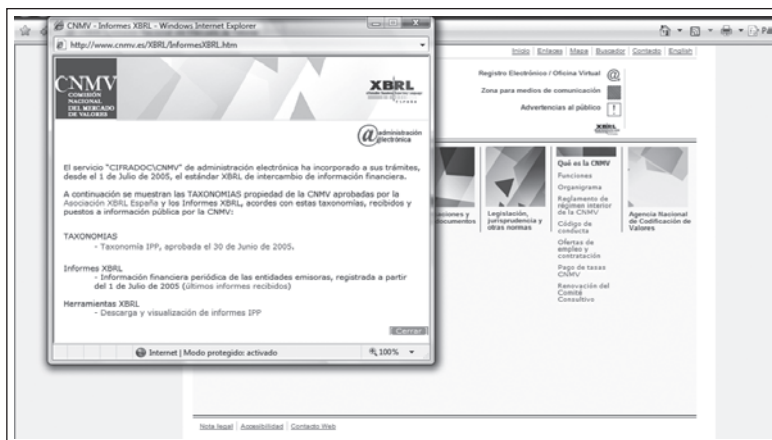 CNMV - Informes XBRL - Windows Internet Explorer
http://www.cnmv.es/XBRL/InformesXBRL.htm
CNMV
COMISIÓN
NACIONAL
DEL MERCADO
DE VALORES
XBRL
ESPAÑA
administración
electrónica
El servicio "CIFRADOC\CNMV" de administración electrónica ha incorporado a sus trámites,
desde el 1 de Julio de 2005, el estándar XBRL de intercambio de información financiera.
A continuación se muestran las TAXONOMIAS propiedad de la CNMV aprobadas por la
Asociación XBRL España y los Informes XBRL, acordes con estas taxonomías, recibidos y
puestos a información pública por la CNMV:
TAXONOMIAS
- Taxonomía IPP, aprobada el 30 de Junio de 2005.
Informes XBRL
- Información financiera periódica de las entidades emisoras, registrada a partir
del 1 de Julio de 2005 (últimos informes recibidos)
Herramientas XBRL
- Descarga y visualización de informes IPP
Cerrar
Internet | Modo protegido: activado
100%
Inicio Enlaces Mapa Buscador Contacto English
Registro Electrónico / Oficina Virtual @
Zona para medios de comunicación
Advertencias al público !
XBRL
aciones y
documentos
Legislación,
jurisprudencia y
otras normas
Qué es la CNMV
Funciones
Organigrama
Reglamento de
régimen interior
de la CNMV
Código de
conducta
Ofertas de
empleo y
contratación
Pago de tasas
CNMV
Renovación del
Comité
Consultivo
Agencia Nacional
de Codificación de
Valores
Nota legal Accesibilidad Contacto Web